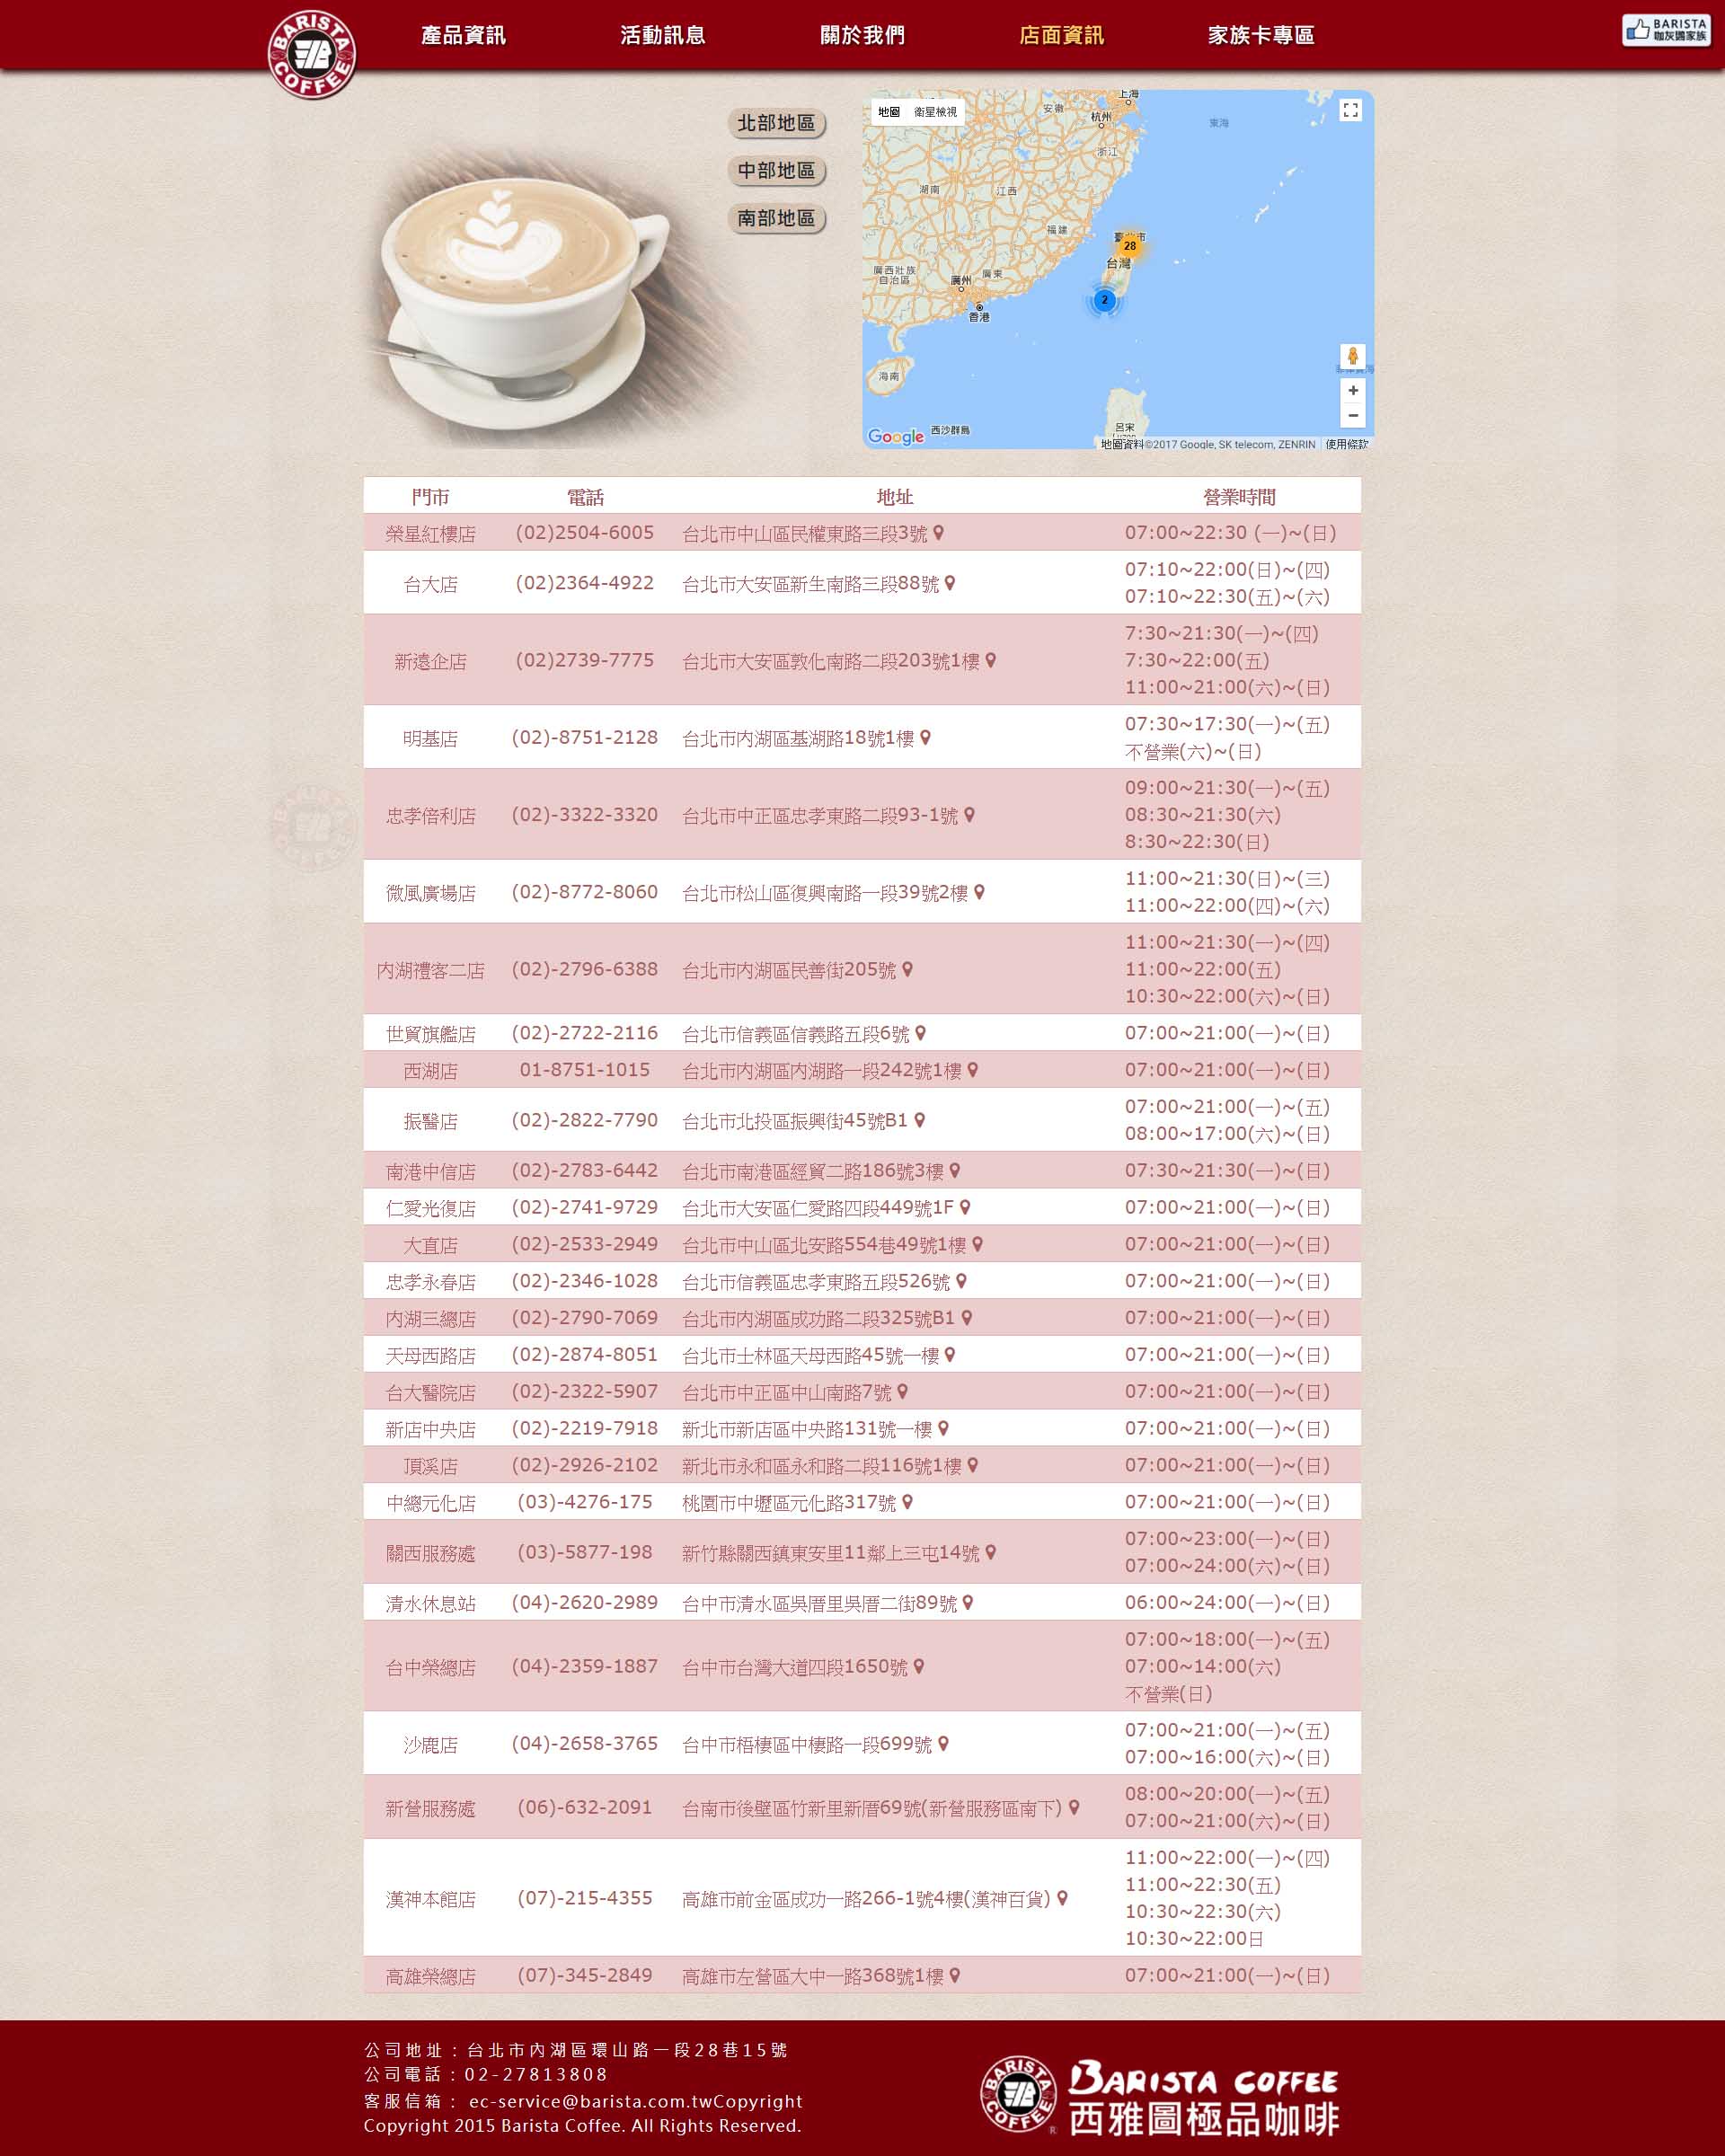 BARISTA COFFEE
產品資訊 活動訊息 關於我們 店面資訊 家族卡專區
BARISTA
咖灰鷗家族
北部地區
中部地區
南部地區
地圖 衛星檢視
上海
安徽
杭州
東海
浙江
湖南
江西
福建
臺北市
28
台灣
廣西壯族
自治區
廣州
廣東
香港
2
海南
呂宋
西沙群島
Google
地圖資料©2017 Google, SK telecom, ZENRIN 使用條款
門市 電話 地址 營業時間
榮星紅樓店 (02)2504-6005 台北市中山區民權東路三段3號 07:00~22:30 (一)~(日)
台大店 (02)2364-4922 台北市大安區新生南路三段88號 07:10~22:00(日)~(四)
07:10~22:30(五)~(六)
新遠企店 (02)2739-7775 台北市大安區敦化南路二段203號1樓 7:30~21:30(一)~(四)
7:30~22:00(五)
11:00~21:00(六)~(日)
明基店 (02)-8751-2128 台北市內湖區基湖路18號1樓 07:30~17:30(一)~(五)
不營業(六)~(日)
忠孝倍利店 (02)-3322-3320 台北市中正區忠孝東路二段93-1號 09:00~21:30(一)~(五)
08:30~21:30(六)
8:30~22:30(日)
微風廣場店 (02)-8772-8060 台北市松山區復興南路一段39號2樓 11:00~21:30(日)~(三)
11:00~22:00(四)~(六)
內湖禮客二店 (02)-2796-6388 台北市內湖區民善街205號 11:00~21:30(一)~(四)
11:00~22:00(五)
10:30~22:00(六)~(日)
世貿旗艦店 (02)-2722-2116 台北市信義區信義路五段6號 07:00~21:00(一)~(日)
西湖店 01-8751-1015 台北市內湖區內湖路一段242號1樓 07:00~21:00(一)~(日)
振醫店 (02)-2822-7790 台北市北投區振興街45號B1 07:00~21:00(一)~(五)
08:00~17:00(六)~(日)
南港中信店 (02)-2783-6442 台北市南港區經貿二路186號3樓 07:30~21:30(一)~(日)
仁愛光復店 (02)-2741-9729 台北市大安區仁愛路四段449號1F 07:00~21:00(一)~(日)
大直店 (02)-2533-2949 台北市中山區北安路554巷49號1樓 07:00~21:00(一)~(日)
忠孝永春店 (02)-2346-1028 台北市信義區忠孝東路五段526號 07:00~21:00(一)~(日)
內湖三總店 (02)-2790-7069 台北市內湖區成功路二段325號B1 07:00~21:00(一)~(日)
天母西路店 (02)-2874-8051 台北市士林區天母西路45號一樓 07:00~21:00(一)~(日)
台大醫院店 (02)-2322-5907 台北市中正區中山南路7號 07:00~21:00(一)~(日)
新店中央店 (02)-2219-7918 新北市新店區中央路131號一樓 07:00~21:00(一)~(日)
頂溪店 (02)-2926-2102 新北市永和區永和路二段116號1樓 07:00~21:00(一)~(日)
中總元化店 (03)-4276-175 桃園市中壢區元化路317號 07:00~21:00(一)~(日)
關西服務處 (03)-5877-198 新竹縣關西鎮東安里11鄰上三屯14號 07:00~23:00(一)~(日)
07:00~24:00(六)~(日)
清水休息站 (04)-2620-2989 台中市清水區吳厝里吳厝二街89號 06:00~24:00(一)~(日)
台中榮總店 (04)-2359-1887 台中市台灣大道四段1650號 07:00~18:00(一)~(五)
07:00~14:00(六)
不營業(日)
沙鹿店 (04)-2658-3765 台中市梧棲區中棲路一段699號 07:00~21:00(一)~(五)
07:00~16:00(六)~(日)
新營服務處 (06)-632-2091 台南市後壁區竹新里新厝69號(新營服務區南下) 08:00~20:00(一)~(五)
07:00~21:00(六)~(日)
漢神本館店 (07)-215-4355 高雄市前金區成功一路266-1號4樓(漢神百貨) 11:00~22:00(一)~(四)
11:00~22:30(五)
10:30~22:30(六)
10:30~22:00日
高雄榮總店 (07)-345-2849 高雄市左營區大中一路368號1樓 07:00~21:00(一)~(日)
公司地址：台北市內湖區環山路一段28巷15號
公司電話：02-27813808
客服信箱： ec-service@barista.com.twCopyright
Copyright 2015 Barista Coffee. All Rights Reserved.
BARISTA COFFEE
BARISTA COFFEE
西雅圖極品咖啡